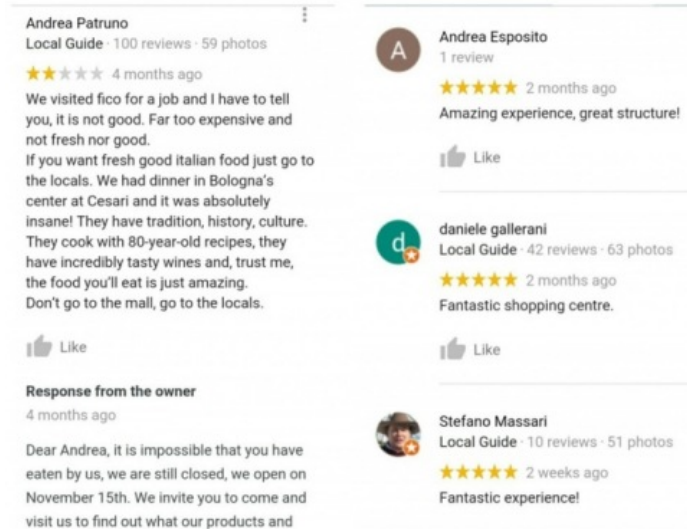 Andrea Patruno
Local Guide · 100 reviews · 59 photos
4 months ago
We visited fico for a job and I have to tell
you, it is not good. Far too expensive and
not fresh nor good.
If you want fresh good italian food just go to
the locals. We had dinner in Bologna's
center at Cesari and it was absolutely
insane! They have tradition, history, culture.
They cook with 80-year-old recipes, they
have incredibly tasty wines and, trust me,
the food you'll eat is just amazing.
Don't go to the mall, go to the locals.
Like
Response from the owner
4 months ago
Dear Andrea, it is impossible that you have
eaten by us, we are still closed, we open on
November 15th. We invite you to come and
visit us to find out what our products and
A
Andrea Esposito
1 review
2 months ago
Amazing experience, great structure!
Like
d
daniele gallerani
Local Guide · 42 reviews · 63 photos
2 months ago
Fantastic shopping centre.
Like
Stefano Massari
Local Guide · 10 reviews · 51 photos
2 weeks ago
Fantastic experience!